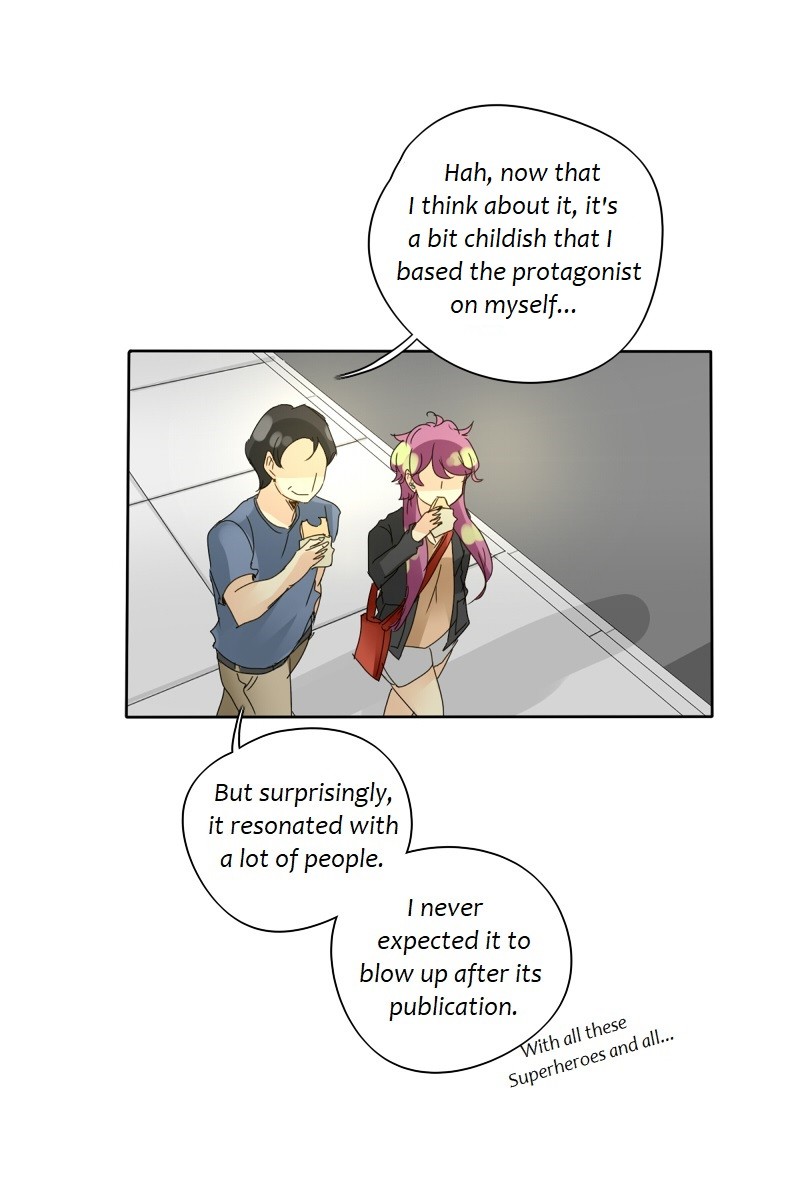 Hah, now that
I think about it, it's
a bit childish that I
based the protagonist
on myself...
But surprisingly,
it resonated with
a lot of people.
I never
expected it to
blow up after its
publication.
With all these
Superheroes and all...